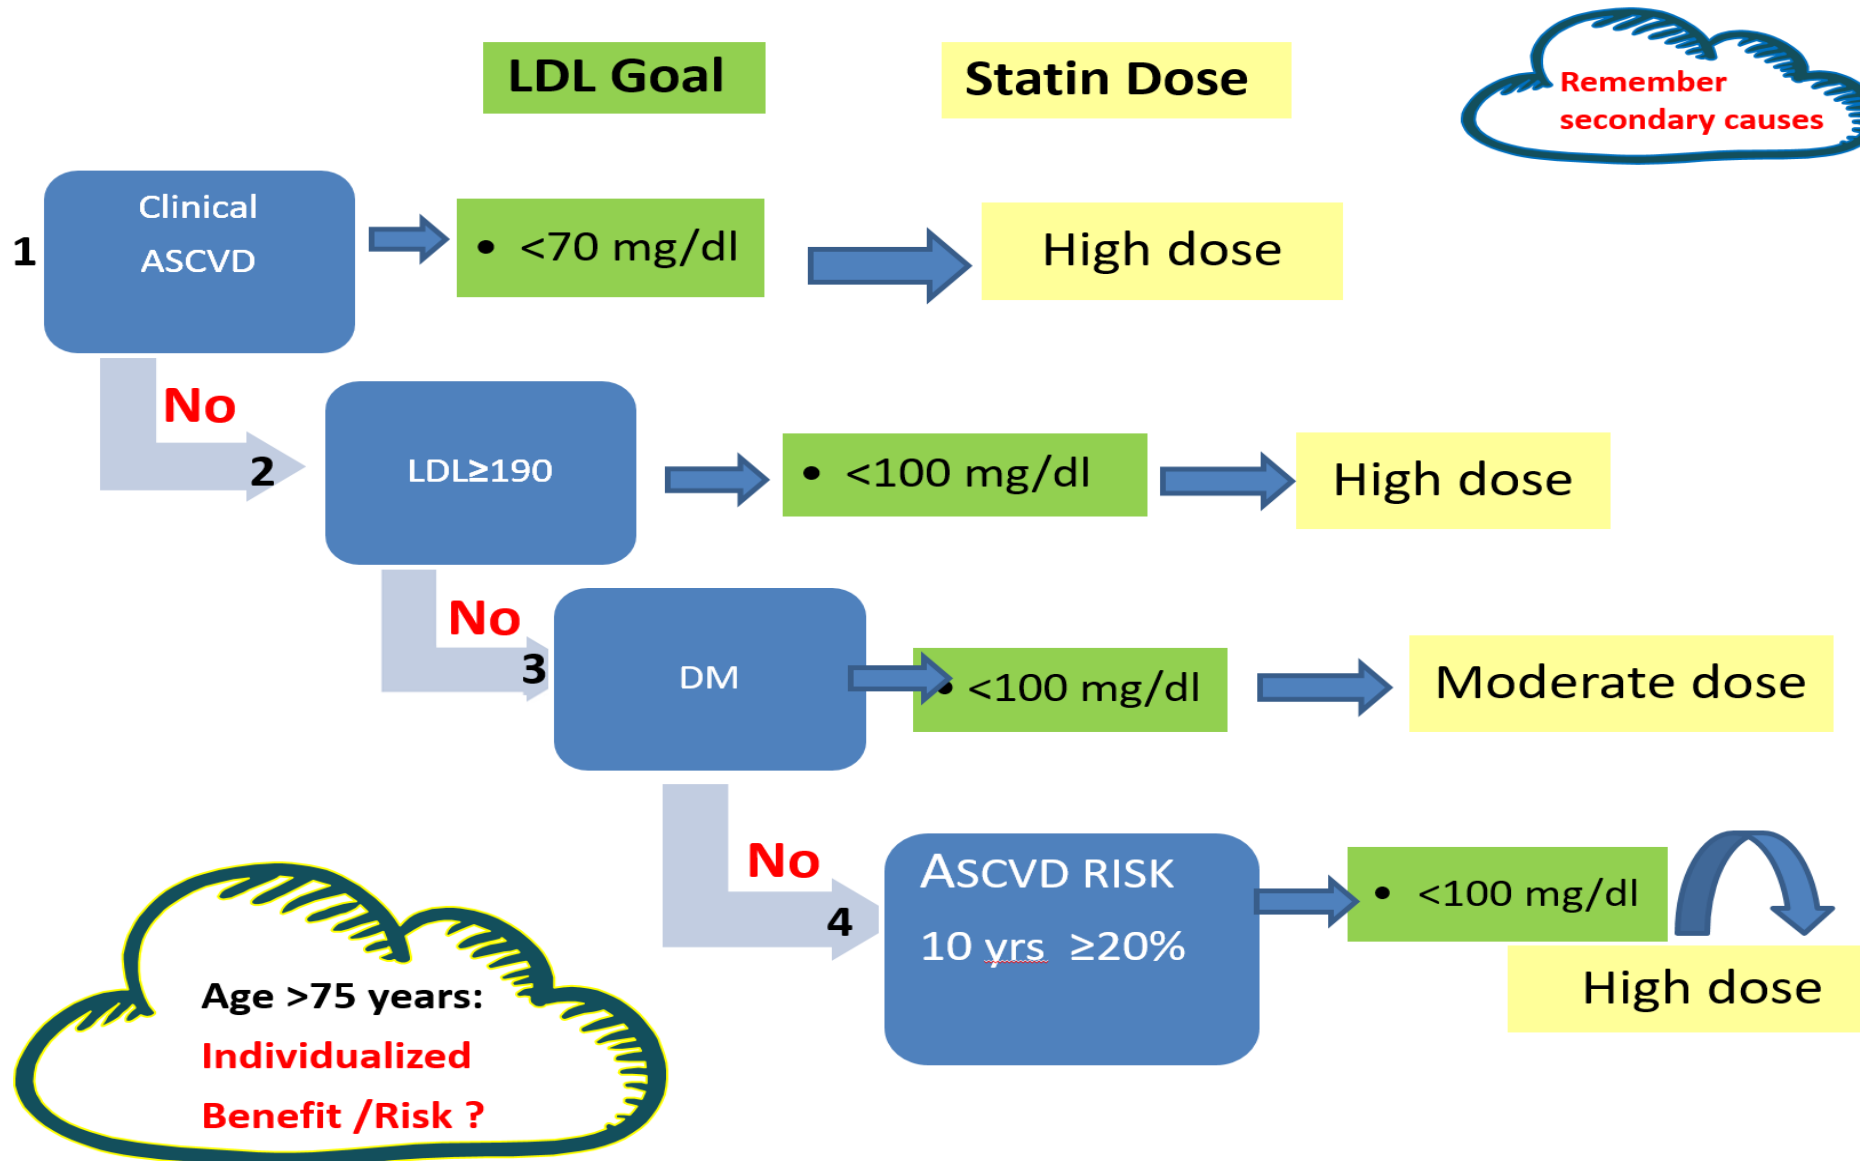 LDL Goal
Statin Dose
Remember
secondary causes
1
Clinical
ASCVD
• <70 mg/dl
High dose
No
2
LDL≥190
• <100 mg/dl
High dose
No
3
DM
• <100 mg/dl
Moderate dose
No
4
ASCVD RISK
10 yrs ≥20%
• <100 mg/dl
High dose
Age >75 years:
Individualized
Benefit /Risk ?